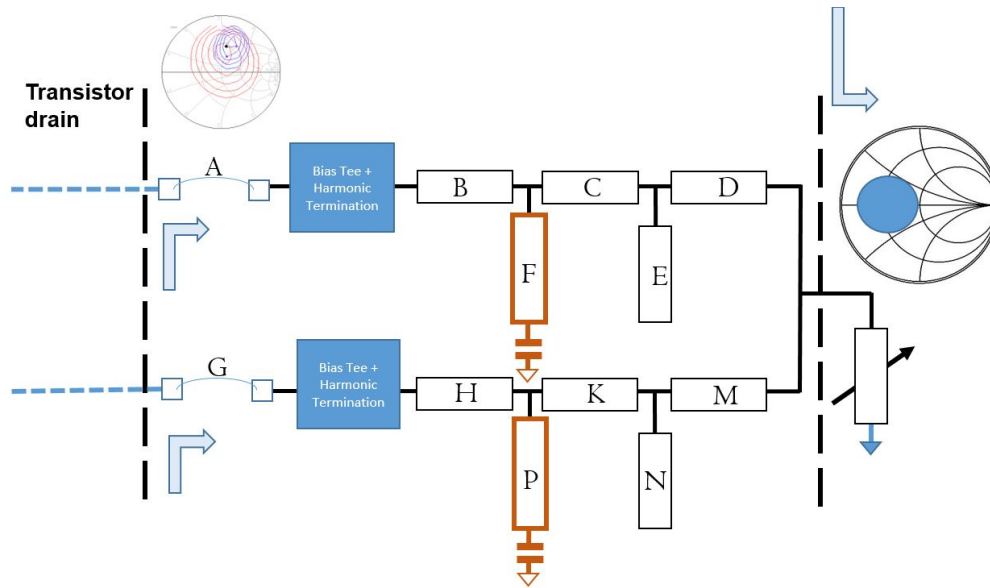 Transistor
drain
A
Bias Tee +
Harmonic
Termination
B
C
D
F
E
G
Bias Tee +
Harmonic
Termination
H
K
M
P
N